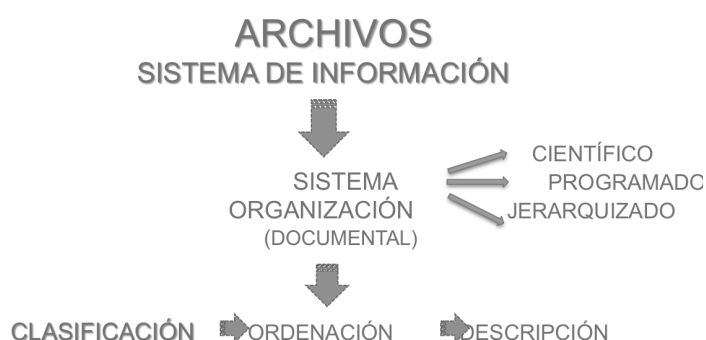 ARCHIVOS
SISTEMA DE INFORMACIÓN
CIENTÍFICO
SISTEMA PROGRAMADO
ORGANIZACIÓN JERARQUIZADO
(DOCUMENTAL)
CLASIFICACIÓN ORDENACIÓN DESCRIPCIÓN